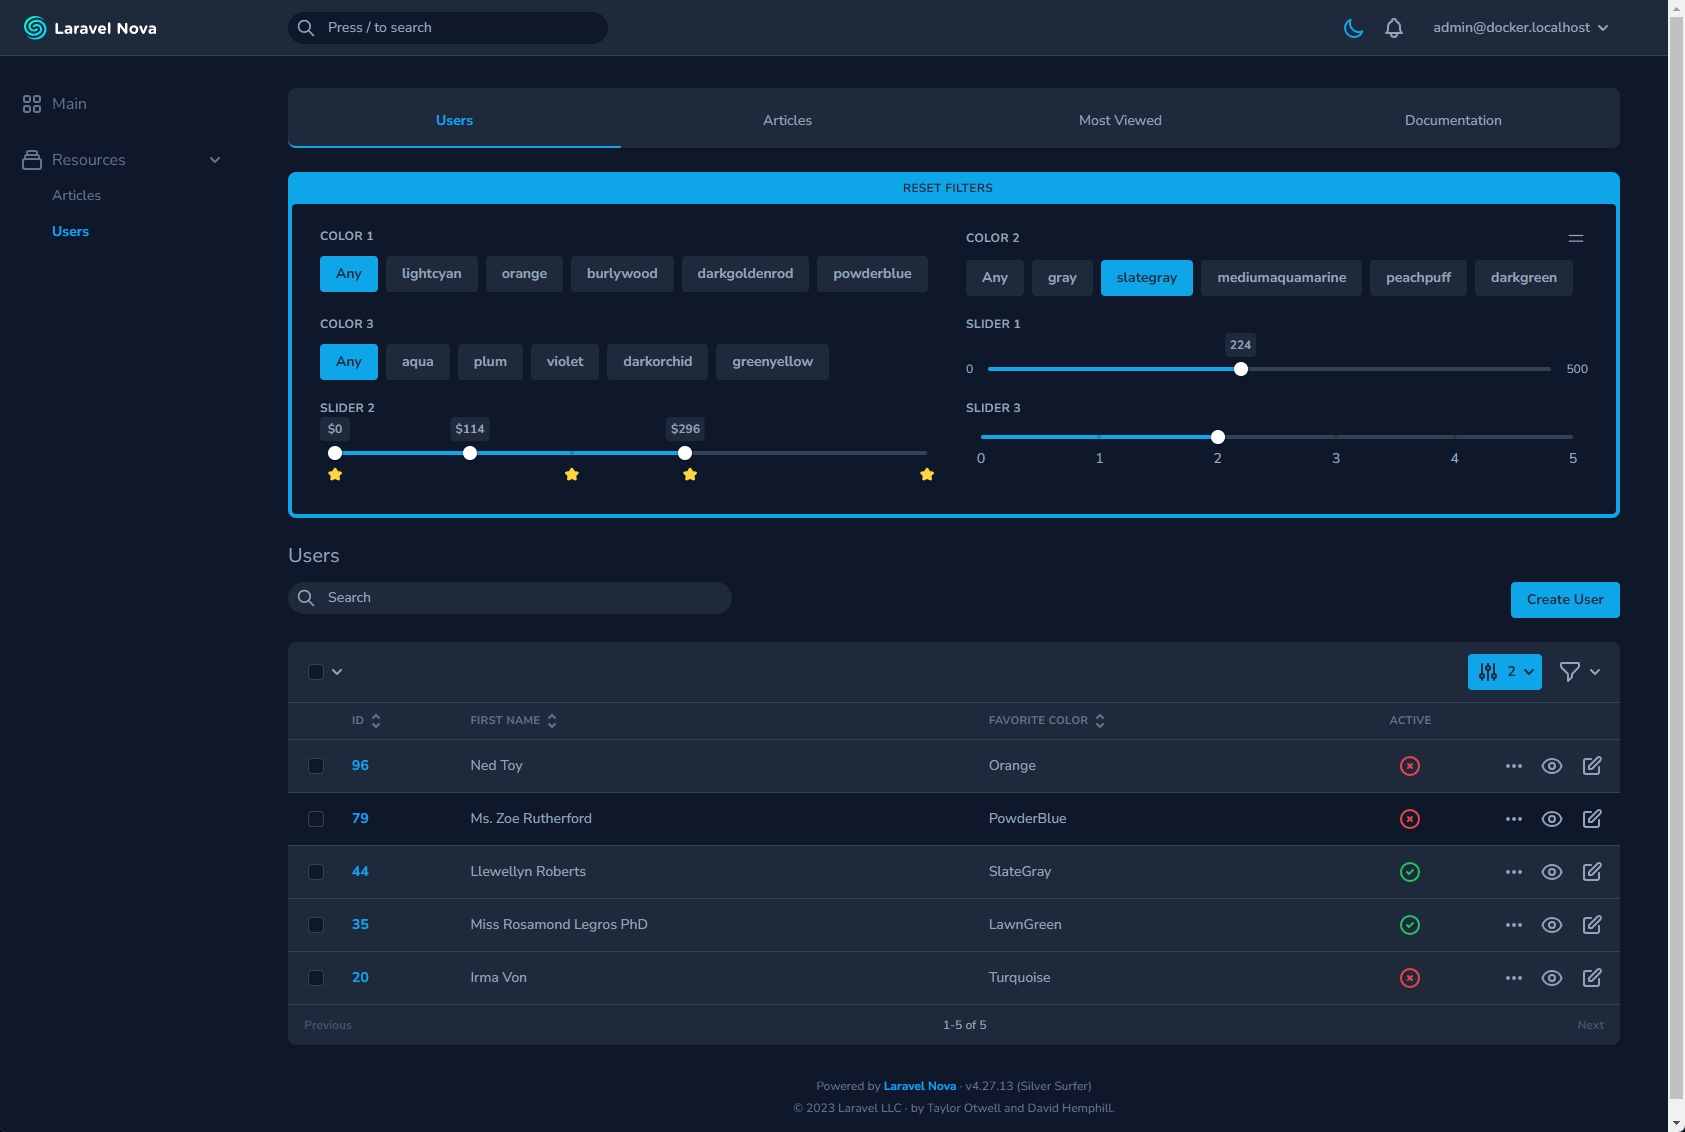 Laravel Nova
Press / to search
admin@docker.localhost
Main
Resources
Articles
Users
Users Articles Most Viewed Documentation
RESET FILTERS
COLOR 1
Any lightcyan orange burlywood darkgoldenrod powderblue
COLOR 2
Any gray slategray mediumaquamarine peachpuff darkgreen
COLOR 3
Any aqua plum violet darkorchid greenyellow
SLIDER 1
224
0 500
SLIDER 2
$0 $114 $296
SLIDER 3
0 1 2 3 4 5
Users
Search
Create User
2
ID FIRST NAME FAVORITE COLOR ACTIVE
96 Ned Toy Orange
79 Ms. Zoe Rutherford PowderBlue
44 Llewellyn Roberts SlateGray
35 Miss Rosamond Legros PhD LawnGreen
20 Irma Von Turquoise
Previous 1-5 of 5 Next
Powered by Laravel Nova · v4.27.13 (Silver Surfer)
© 2023 Laravel LLC · by Taylor Otwell and David Hemphill.